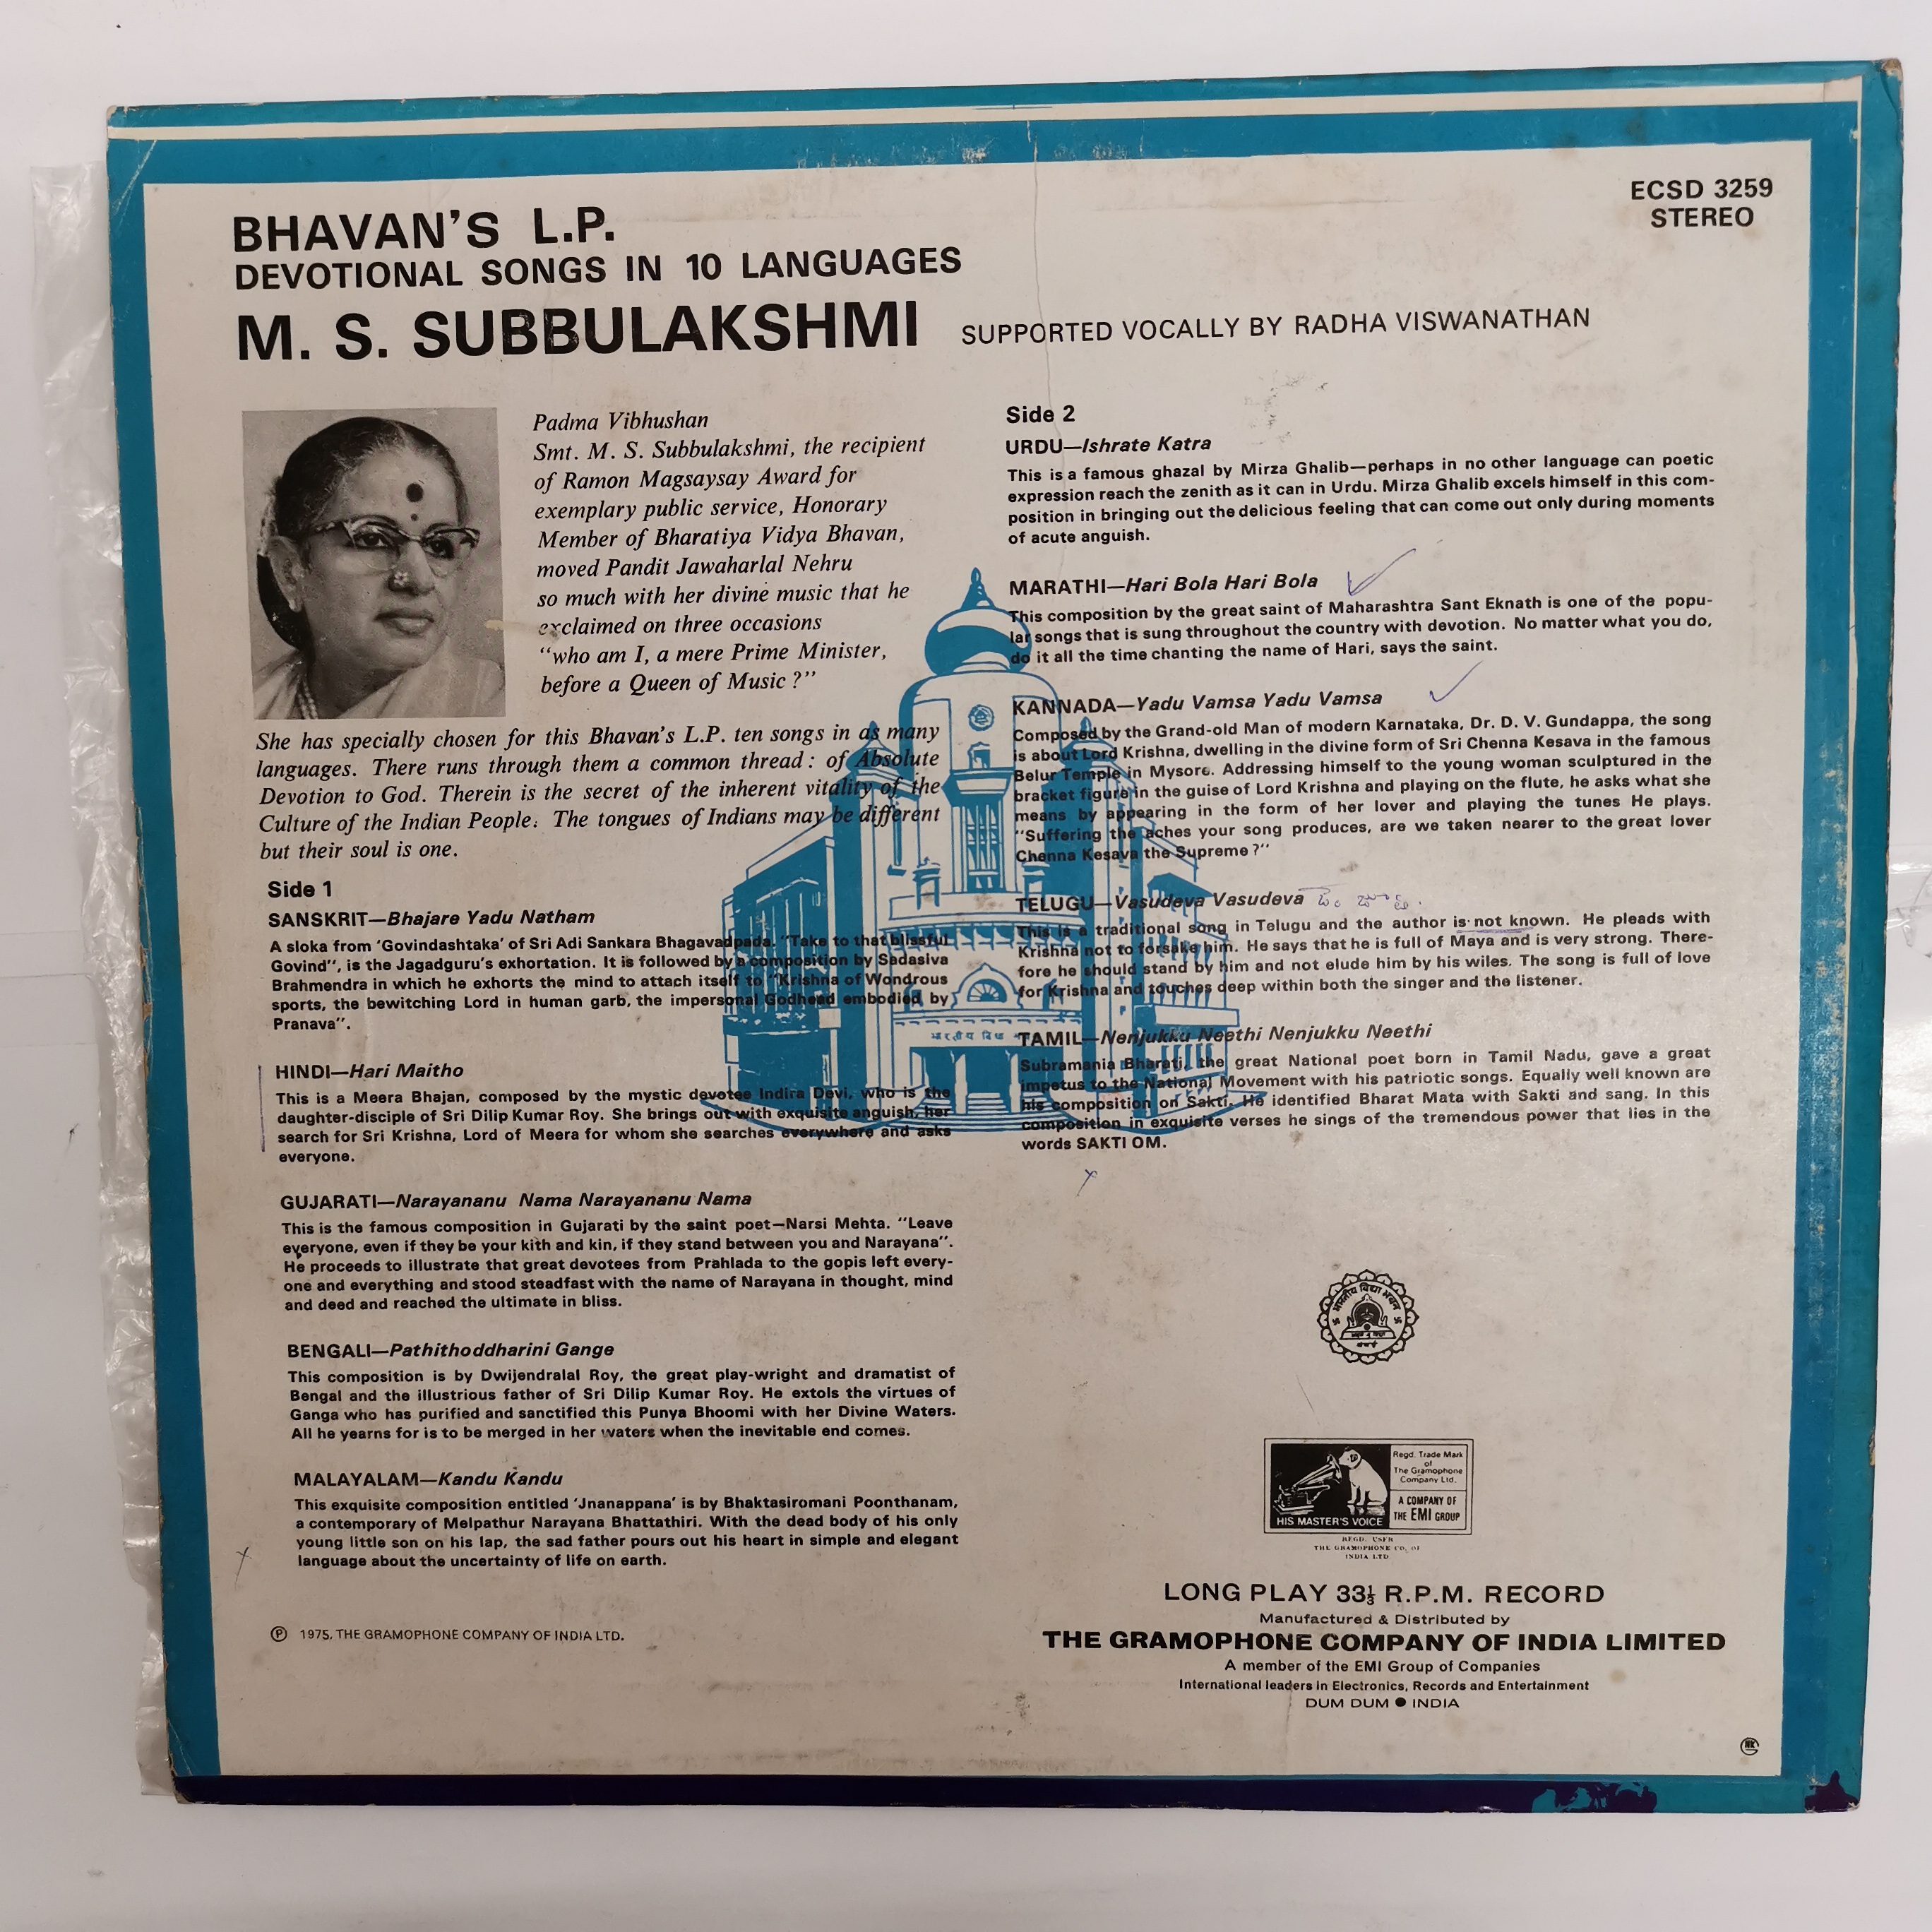 ECSD 3259
STEREO
BHAVAN'S L.P.
DEVOTIONAL SONGS IN 10 LANGUAGES
M. S. SUBBULAKSHMI SUPPORTED VOCALLY BY RADHA VISWANATHAN
Padma Vibhushan
Smt. M. S. Subbulakshmi, the recipient
of Ramon Magsaysay Award for
exemplary public service, Honorary
Member of Bharatiya Vidya Bhavan,
moved Pandit Jawaharlal Nehru
so much with her divine music that he
exclaimed on three occasions
“who am I, a mere Prime Minister,
before a Queen of Music ?”
She has specially chosen for this Bhavan's L.P. ten songs in as many
languages. There runs through them a common thread : of Absolute
Devotion to God. Therein is the secret of the inherent vitality of the
Culture of the Indian People. The tongues of Indians may be different
but their soul is one.
Side 1
SANSKRIT—Bhajare Yadu Natham
A sloka from ‘Govindashtaka’ of Sri Adi Sankara Bhagavadpada. “Take to that blissful
Govind”, is the Jagadguru's exhortation. It is followed by a composition by Sadasiva
Brahmendra in which he exhorts the mind to attach itself to “Krishna of Wondrous
sports, the bewitching Lord in human garb, the impersonal Godhead embodied by
Pranava”.
HINDI—Hari Maitho
This is a Meera Bhajan, composed by the mystic devotee Indira Devi, who is the
daughter-disciple of Sri Dilip Kumar Roy. She brings out with exquisite anguish, her
search for Sri Krishna, Lord of Meera for whom she searches everywhere and asks
everyone.
GUJARATI—Narayananu Nama Narayananu Nama
This is the famous composition in Gujarati by the saint poet—Narsi Mehta. “Leave
everyone, even if they be your kith and kin, if they stand between you and Narayana”.
He proceeds to illustrate that great devotees from Prahlada to the gopis left every-
one and everything and stood steadfast with the name of Narayana in thought, mind
and deed and reached the ultimate in bliss.
BENGALI—Pathithoddharini Gange
This composition is by Dwijendralal Roy, the great play-wright and dramatist of
Bengal and the illustrious father of Sri Dilip Kumar Roy. He extols the virtues of
Ganga who has purified and sanctified this Punya Bhoomi with her Divine Waters.
All he yearns for is to be merged in her waters when the inevitable end comes.
MALAYALAM—Kandu Kandu
This exquisite composition entitled ‘Jnanappana’ is by Bhaktasiromani Poonthanam,
a contemporary of Melpathur Narayana Bhattathiri. With the dead body of his only
young little son on his lap, the sad father pours out his heart in simple and elegant
language about the uncertainty of life on earth.
Ⓟ 1975, THE GRAMOPHONE COMPANY OF INDIA LTD.
Side 2
URDU—Ishrate Katra
This is a famous ghazal by Mirza Ghalib—perhaps in no other language can poetic
expression reach the zenith as it can in Urdu. Mirza Ghalib excels himself in this com-
position in bringing out the delicious feeling that can come out only during moments
of acute anguish.
MARATHI—Hari Bola Hari Bola
This composition by the great saint of Maharashtra Sant Eknath is one of the popu-
lar songs that is sung throughout the country with devotion. No matter what you do,
do it all the time chanting the name of Hari, says the saint.
KANNADA—Yadu Vamsa Yadu Vamsa
Composed by the Grand-old Man of modern Karnataka, Dr. D. V. Gundappa, the song
is about Lord Krishna, dwelling in the divine form of Sri Chenna Kesava in the famous
Belur Temple in Mysore. Addressing himself to the young woman sculptured in the
bracket figure in the guise of Lord Krishna and playing on the flute, he asks what she
means by appearing in the form of her lover and playing the tunes He plays.
“Suffering the aches your song produces, are we taken nearer to the great lover
Chenna Kesava the Supreme ?”
TELUGU—Vasudeva Vasudeva
This is a traditional song in Telugu and the author is not known. He pleads with
Krishna not to forsake him. He says that he is full of Maya and is very strong. There-
fore he should stand by him and not elude him by his wiles. The song is full of love
for Krishna and touches deep within both the singer and the listener.
TAMIL—Nenjukku Neethi Nenjukku Neethi
Subramania Bharati, the great National poet born in Tamil Nadu, gave a great
impetus to the National Movement with his patriotic songs. Equally well known are
his composition on Sakti. He identified Bharat Mata with Sakti and sang. In this
composition in exquisite verses he sings of the tremendous power that lies in the
words SAKTI OM.
भारतीय विद्या भवन
HIS MASTER'S VOICE
Regd. Trade Mark
of
The Gramophone
Company Ltd.
A COMPANY OF
THE EMI GROUP
REGD. USER
THE GRAMOPHONE CO. OF
INDIA LTD
LONG PLAY 33⅓ R.P.M. RECORD
Manufactured & Distributed by
THE GRAMOPHONE COMPANY OF INDIA LIMITED
A member of the EMI Group of Companies
International leaders in Electronics, Records and Entertainment
DUM DUM ● INDIA